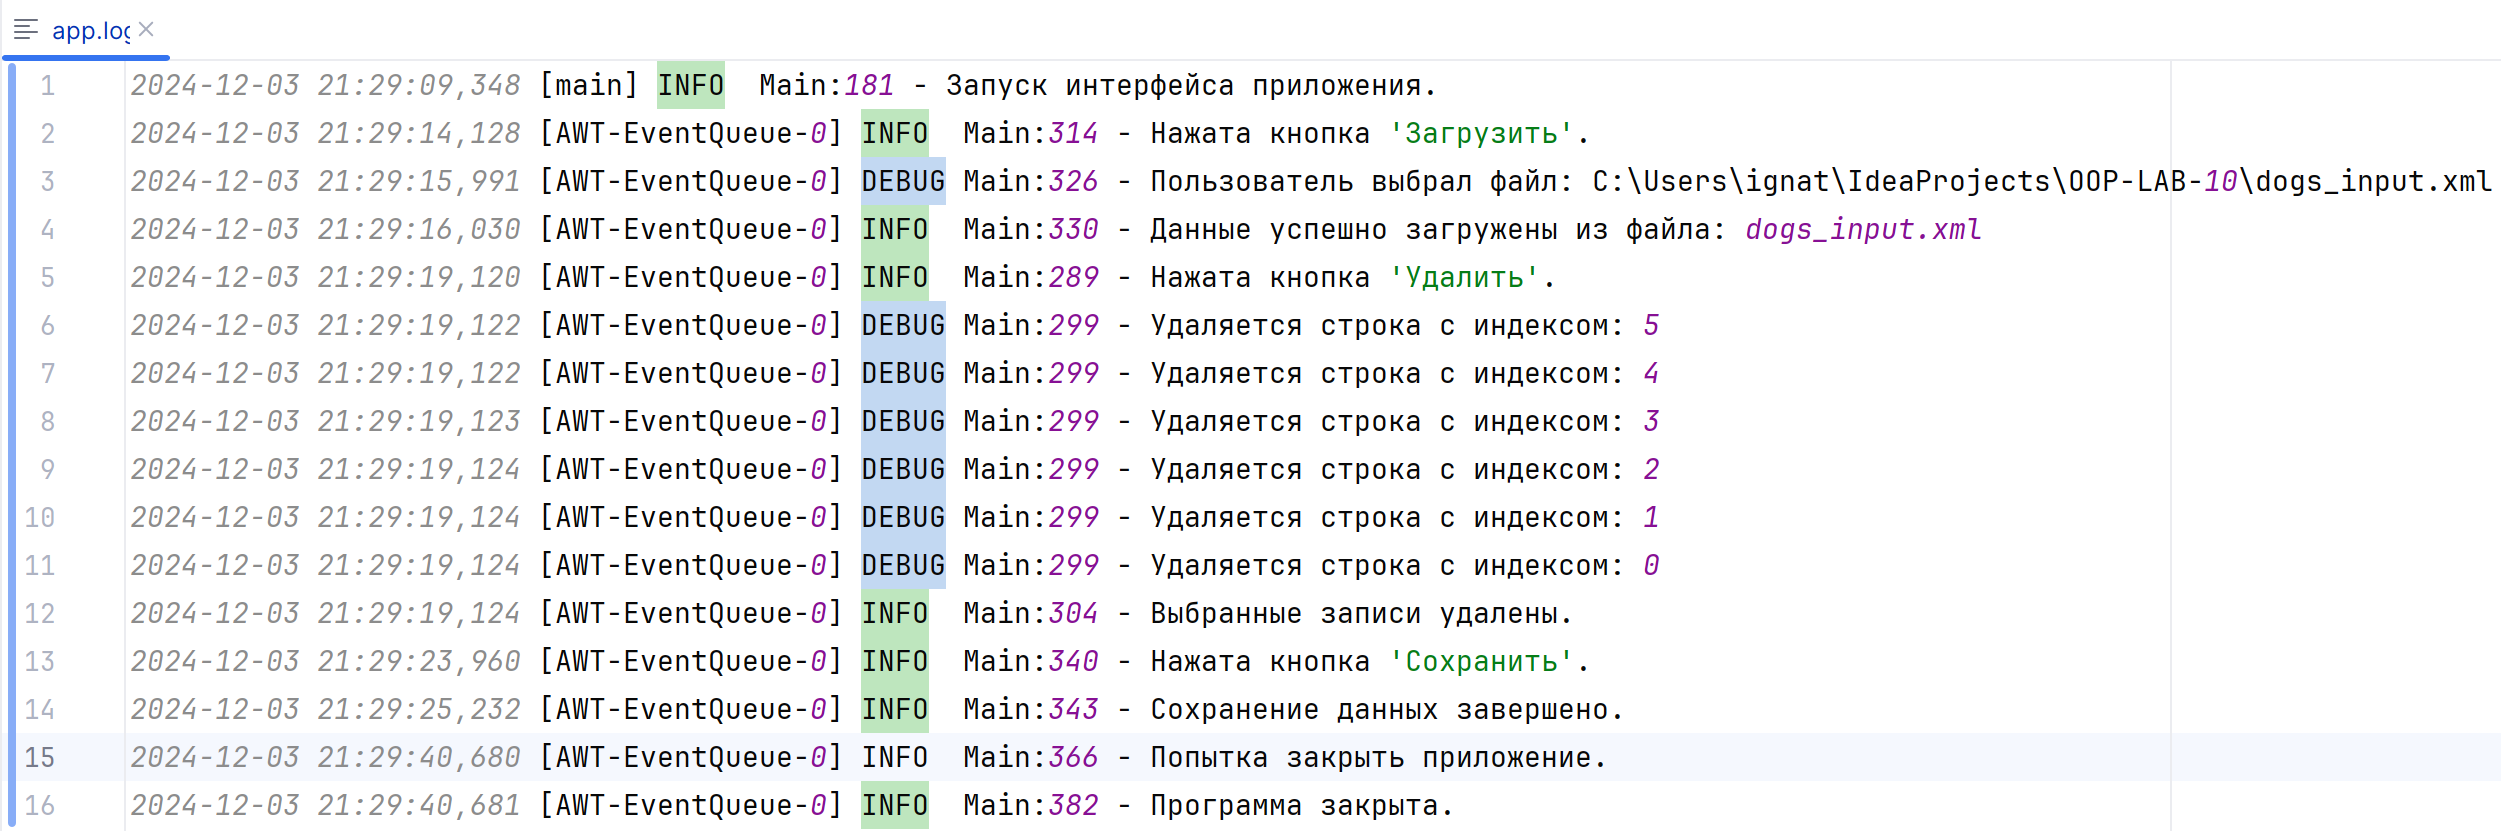 app.log
1 2024-12-03 21:29:09,348 [main] INFO  Main:181 - Запуск интерфейса приложения.
2 2024-12-03 21:29:14,128 [AWT-EventQueue-0] INFO  Main:314 - Нажата кнопка 'Загрузить'.
3 2024-12-03 21:29:15,991 [AWT-EventQueue-0] DEBUG Main:326 - Пользователь выбрал файл: C:\Users\ignat\IdeaProjects\OOP-LAB-10\dogs_input.xml
4 2024-12-03 21:29:16,030 [AWT-EventQueue-0] INFO  Main:330 - Данные успешно загружены из файла: dogs_input.xml
5 2024-12-03 21:29:19,120 [AWT-EventQueue-0] INFO  Main:289 - Нажата кнопка 'Удалить'.
6 2024-12-03 21:29:19,122 [AWT-EventQueue-0] DEBUG Main:299 - Удаляется строка с индексом: 5
7 2024-12-03 21:29:19,122 [AWT-EventQueue-0] DEBUG Main:299 - Удаляется строка с индексом: 4
8 2024-12-03 21:29:19,123 [AWT-EventQueue-0] DEBUG Main:299 - Удаляется строка с индексом: 3
9 2024-12-03 21:29:19,124 [AWT-EventQueue-0] DEBUG Main:299 - Удаляется строка с индексом: 2
10 2024-12-03 21:29:19,124 [AWT-EventQueue-0] DEBUG Main:299 - Удаляется строка с индексом: 1
11 2024-12-03 21:29:19,124 [AWT-EventQueue-0] DEBUG Main:299 - Удаляется строка с индексом: 0
12 2024-12-03 21:29:19,124 [AWT-EventQueue-0] INFO  Main:304 - Выбранные записи удалены.
13 2024-12-03 21:29:23,960 [AWT-EventQueue-0] INFO  Main:340 - Нажата кнопка 'Сохранить'.
14 2024-12-03 21:29:25,232 [AWT-EventQueue-0] INFO  Main:343 - Сохранение данных завершено.
15 2024-12-03 21:29:40,680 [AWT-EventQueue-0] INFO  Main:366 - Попытка закрыть приложение.
16 2024-12-03 21:29:40,681 [AWT-EventQueue-0] INFO  Main:382 - Программа закрыта.